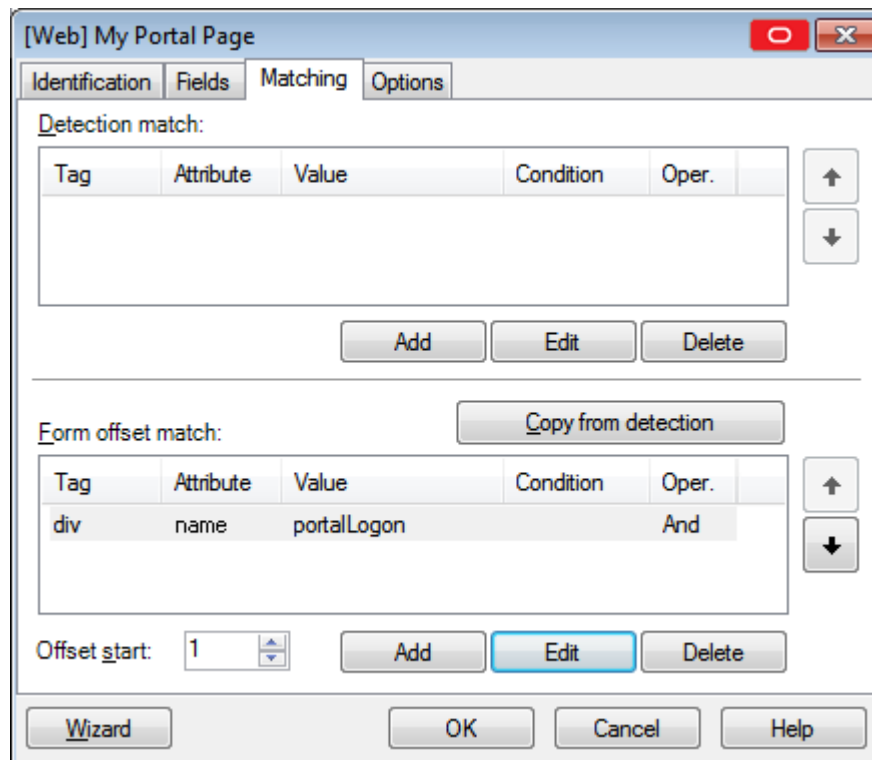 [Web] My Portal Page
Identification Fields Matching Options
Detection match:
Tag Attribute Value Condition Oper.
Add Edit Delete
Copy from detection
Form offset match:
Tag Attribute Value Condition Oper.
div name portalLogon And
Offset start: 1 Add Edit Delete
Wizard OK Cancel Help